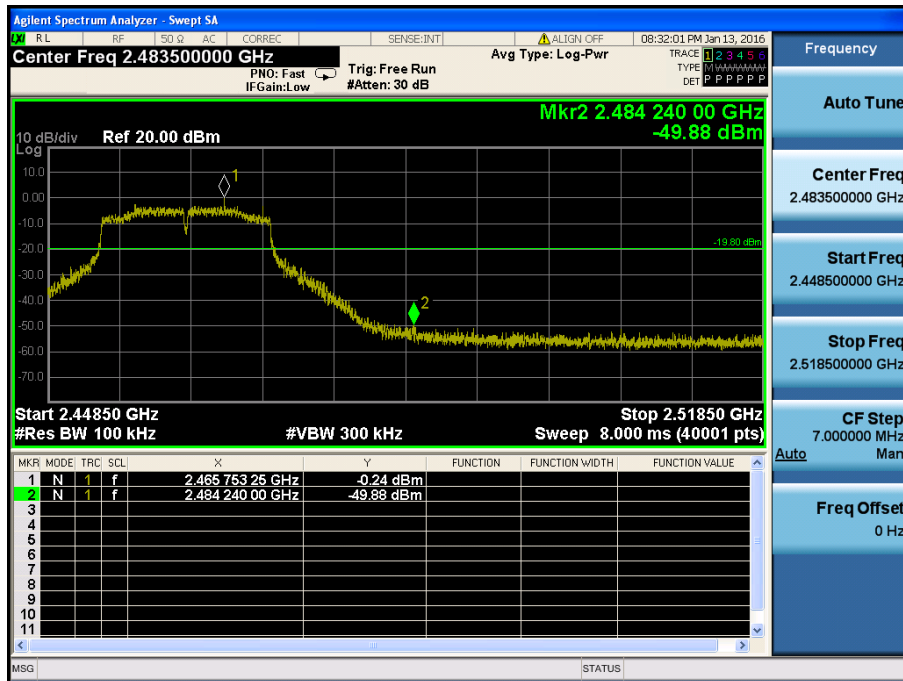 Agilent Spectrum Analyzer - Swept SA
LXI RL RF 50 Ω AC CORREC SENSE:INT ALIGN OFF 08:32:01 PM Jan 13, 2016
Center Freq 2.483500000 GHz
PNO: Fast
IFGain:Low
Trig: Free Run
#Atten: 30 dB
Avg Type: Log-Pwr
TRACE 1 2 3 4 5 6
TYPE M WWWWW
DET P P P P P P
Mkr2 2.484 240 00 GHz
-49.88 dBm
10 dB/div Ref 20.00 dBm
Log
10.0
0.00
-10.0
-20.0
-30.0
-40.0
-50.0
-60.0
-70.0
1
-19.80 dBm
2
Start 2.44850 GHz Stop 2.51850 GHz
#Res BW 100 kHz #VBW 300 kHz Sweep 8.000 ms (40001 pts)
MKR MODE TRC SCL X Y FUNCTION FUNCTION WIDTH FUNCTION VALUE
1 N 1 f 2.465 753 25 GHz -0.24 dBm
2 N 1 f 2.484 240 00 GHz -49.88 dBm
3
4
5
6
7
8
9
10
11
MSG STATUS
Frequency
Auto Tune
Center Freq
2.483500000 GHz
Start Freq
2.448500000 GHz
Stop Freq
2.518500000 GHz
CF Step
7.000000 MHz
Auto Man
Freq Offset
0 Hz